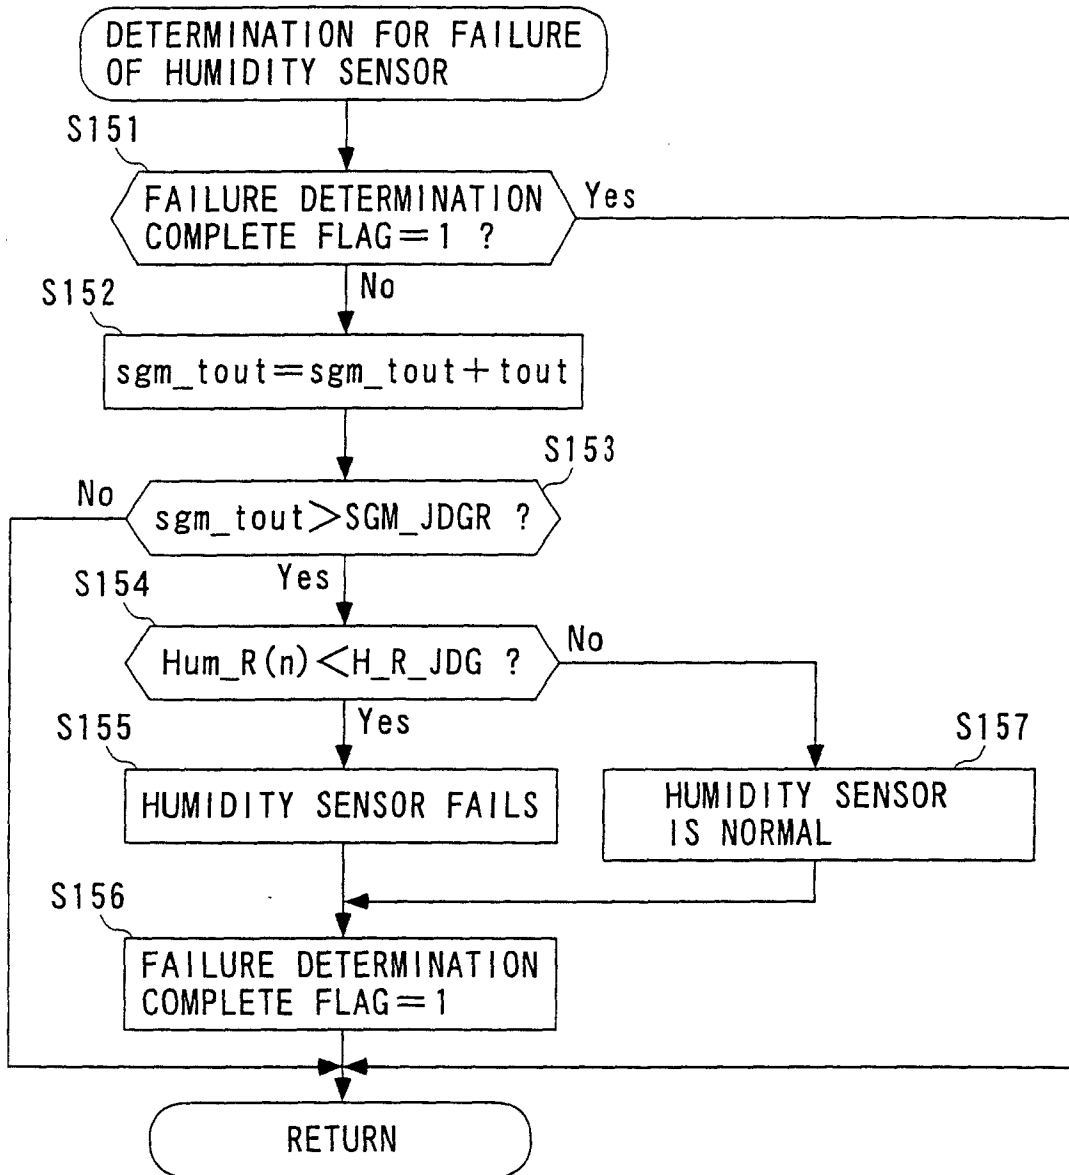 DETERMINATION FOR FAILURE
OF HUMIDITY SENSOR
S151
FAILURE DETERMINATION
COMPLETE FLAG=1 ?
Yes
No
S152
sgm_tout=sgm_tout+tout
S153
No
sgm_tout>SGM_JDGR ?
Yes
S154
Hum_R(n)<H_R_JDG ?
No
Yes
S155
HUMIDITY SENSOR FAILS
S157
HUMIDITY SENSOR
IS NORMAL
S156
FAILURE DETERMINATION
COMPLETE FLAG=1
RETURN